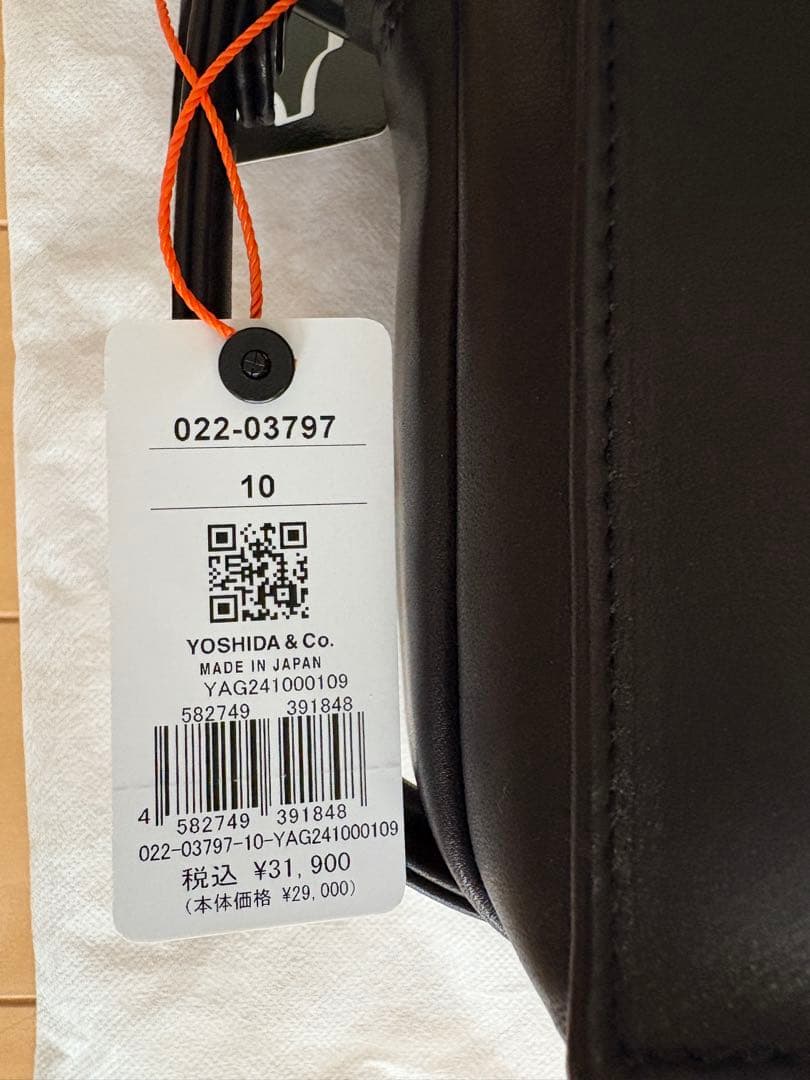 022-03797
10
YOSHIDA & Co.
MADE IN JAPAN
YAG241000109
582749 391848
4 582749 391848
022-03797-10-YAG241000109
税込 ¥31,900
(本体価格 ¥29,000)